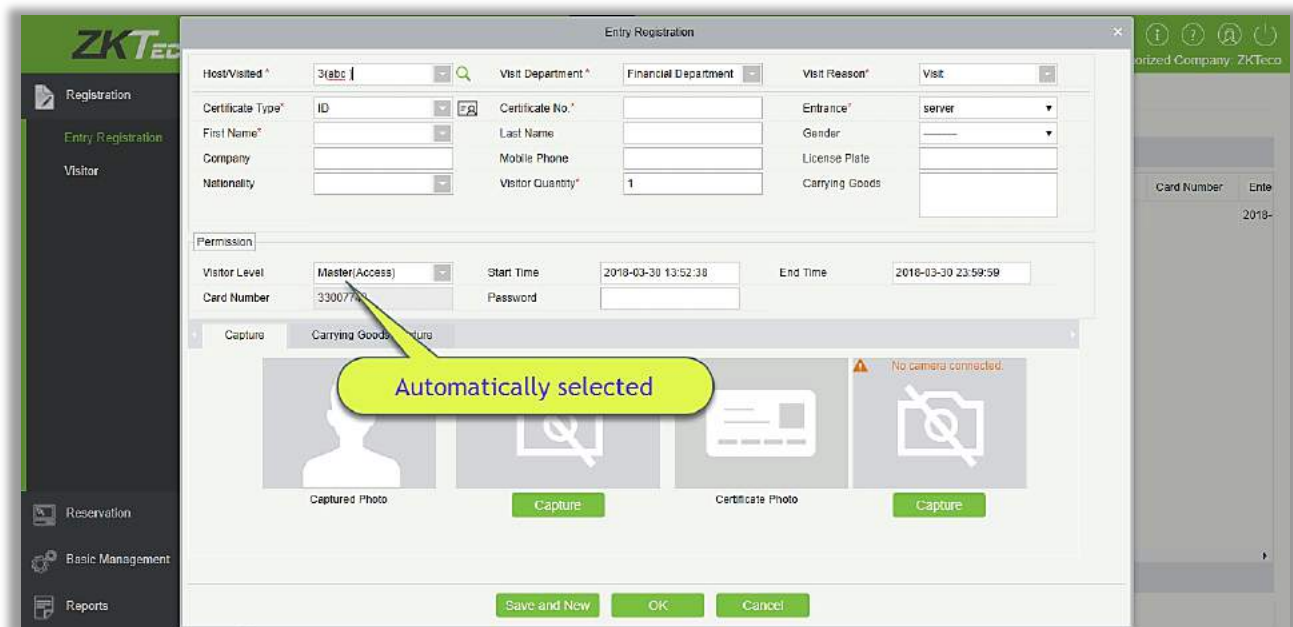 Entry Registration ×
ZKTec
orized Company: ZKTeco
Host/Visited * 3(abc ) Visit Department * Financial Department Visit Reason* Visit
Registration
Certificate Type* ID Certificate No.* Entrance* server
Entry Registration
First Name* Last Name Gender ———
Company Mobile Phone License Plate
Visitor
Nationality Visitor Quantity* 1 Carrying Goods
Card Number Ente
2018-
Permission
Visitor Level Master(Access) Start Time 2018-03-30 13:52:38 End Time 2018-03-30 23:59:59
Card Number 330077 Password
Capture Carrying Goods ture
No camera connected.
Automatically selected
Captured Photo Capture Certificate Photo Capture
Reservation
Basic Management
Reports
Save and New OK Cancel